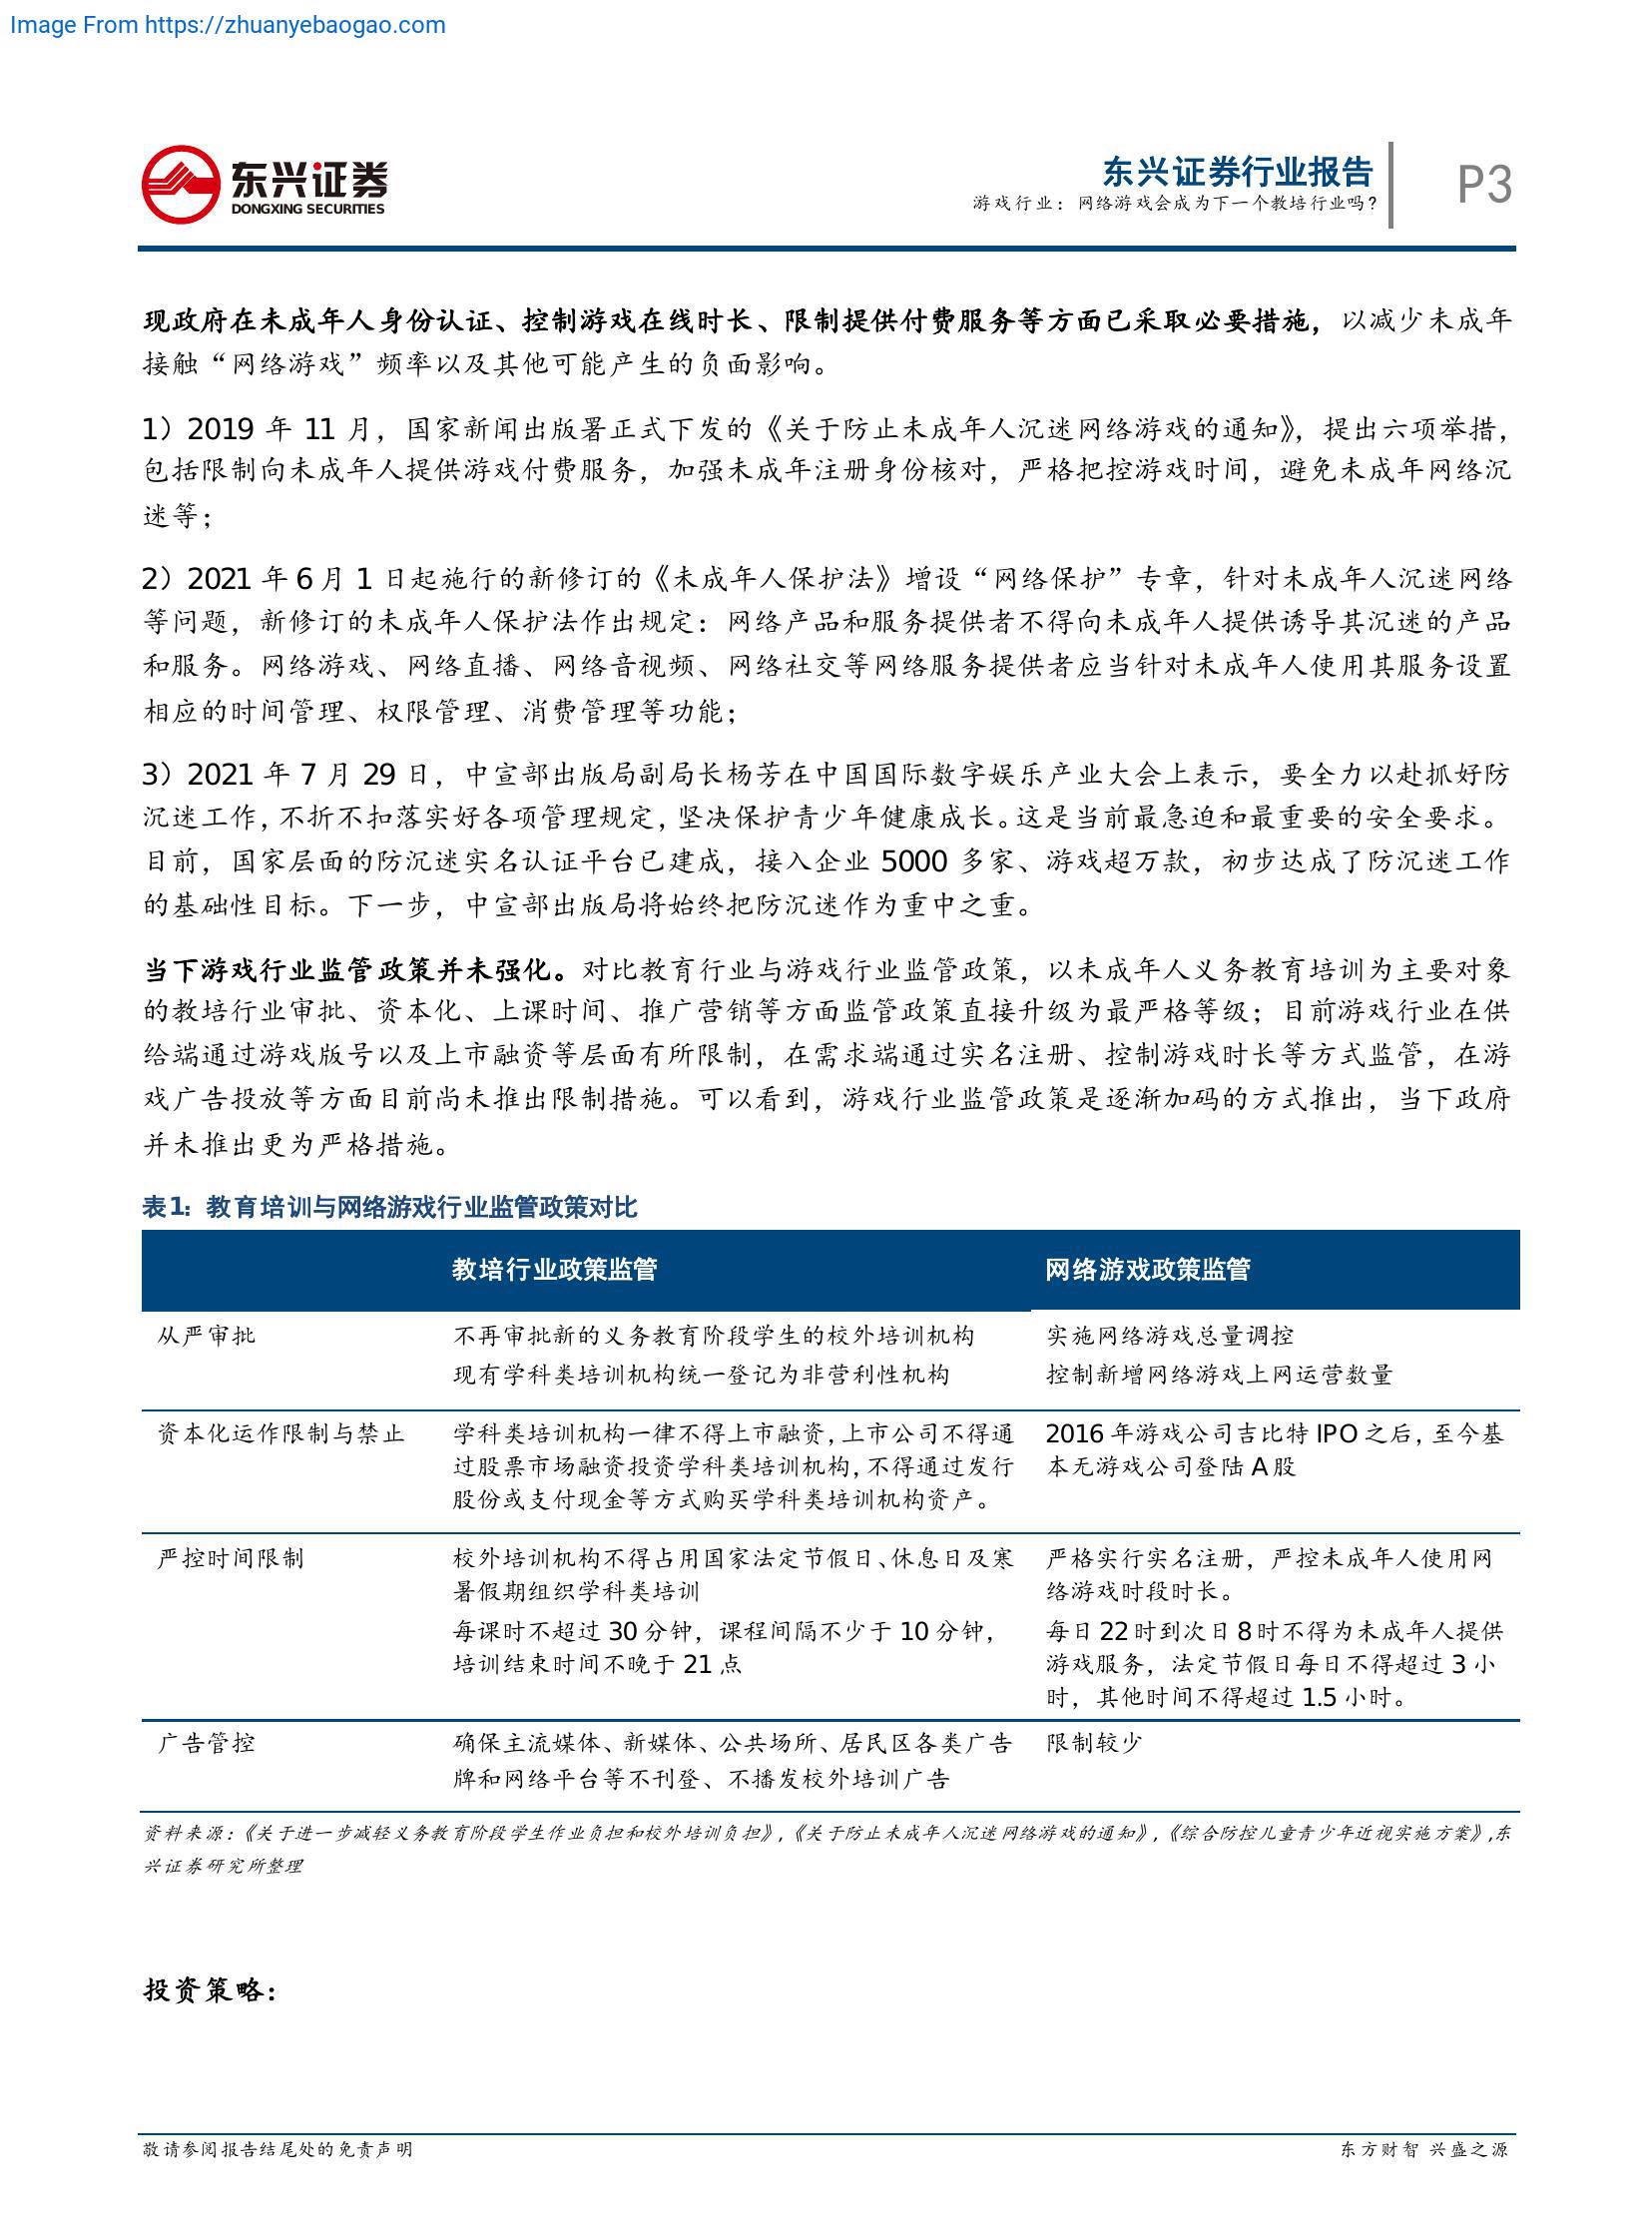 Image From https://zhuanyebaogao.com
东兴证券
DONGXING SECURITIES
东兴证券行业报告
游戏行业：网络游戏会成为下一个教培行业吗？
P3
现政府在未成年人身份认证、控制游戏在线时长、限制提供付费服务等方面已采取必要措施，以减少未成年
接触“网络游戏”频率以及其他可能产生的负面影响。
1）2019 年 11 月，国家新闻出版署正式下发的《关于防止未成年人沉迷网络游戏的通知》，提出六项举措，
包括限制向未成年人提供游戏付费服务，加强未成年注册身份核对，严格把控游戏时间，避免未成年网络沉
迷等；
2）2021 年 6 月 1 日起施行的新修订的《未成年人保护法》增设“网络保护”专章，针对未成年人沉迷网络
等问题，新修订的未成年人保护法作出规定：网络产品和服务提供者不得向未成年人提供诱导其沉迷的产品
和服务。网络游戏、网络直播、网络音视频、网络社交等网络服务提供者应当针对未成年人使用其服务设置
相应的时间管理、权限管理、消费管理等功能；
3）2021 年 7 月 29 日，中宣部出版局副局长杨芳在中国国际数字娱乐产业大会上表示，要全力以赴抓好防
沉迷工作，不折不扣落实好各项管理规定，坚决保护青少年健康成长。这是当前最急迫和最重要的安全要求。
目前，国家层面的防沉迷实名认证平台已建成，接入企业 5000 多家、游戏超万款，初步达成了防沉迷工作
的基础性目标。下一步，中宣部出版局将始终把防沉迷作为重中之重。
当下游戏行业监管政策并未强化。对比教育行业与游戏行业监管政策，以未成年人义务教育培训为主要对象
的教培行业审批、资本化、上课时间、推广营销等方面监管政策直接升级为最严格等级；目前游戏行业在供
给端通过游戏版号以及上市融资等层面有所限制，在需求端通过实名注册、控制游戏时长等方式监管，在游
戏广告投放等方面目前尚未推出限制措施。可以看到，游戏行业监管政策是逐渐加码的方式推出，当下政府
并未推出更为严格措施。
表1：教育培训与网络游戏行业监管政策对比
教培行业政策监管
网络游戏政策监管
从严审批
不再审批新的义务教育阶段学生的校外培训机构
现有学科类培训机构统一登记为非营利性机构
实施网络游戏总量调控
控制新增网络游戏上网运营数量
资本化运作限制与禁止
学科类培训机构一律不得上市融资，上市公司不得通
过股票市场融资投资学科类培训机构，不得通过发行
股份或支付现金等方式购买学科类培训机构资产。
2016 年游戏公司吉比特 IPO 之后，至今基
本无游戏公司登陆 A 股
严控时间限制
校外培训机构不得占用国家法定节假日、休息日及寒
暑假期组织学科类培训
每课时不超过 30 分钟，课程间隔不少于 10 分钟，
培训结束时间不晚于 21 点
严格实行实名注册，严控未成年人使用网
络游戏时段时长。
每日 22 时到次日 8 时不得为未成年人提供
游戏服务，法定节假日每日不得超过 3 小
时，其他时间不得超过 1.5 小时。
广告管控
确保主流媒体、新媒体、公共场所、居民区各类广告
牌和网络平台等不刊登、不播发校外培训广告
限制较少
资料来源：《关于进一步减轻义务教育阶段学生作业负担和校外培训负担》，《关于防止未成年人沉迷网络游戏的通知》，《综合防控儿童青少年近视实施方案》,东
兴证券研究所整理
投资策略：
敬请参阅报告结尾处的免责声明
东方财智 兴盛之源